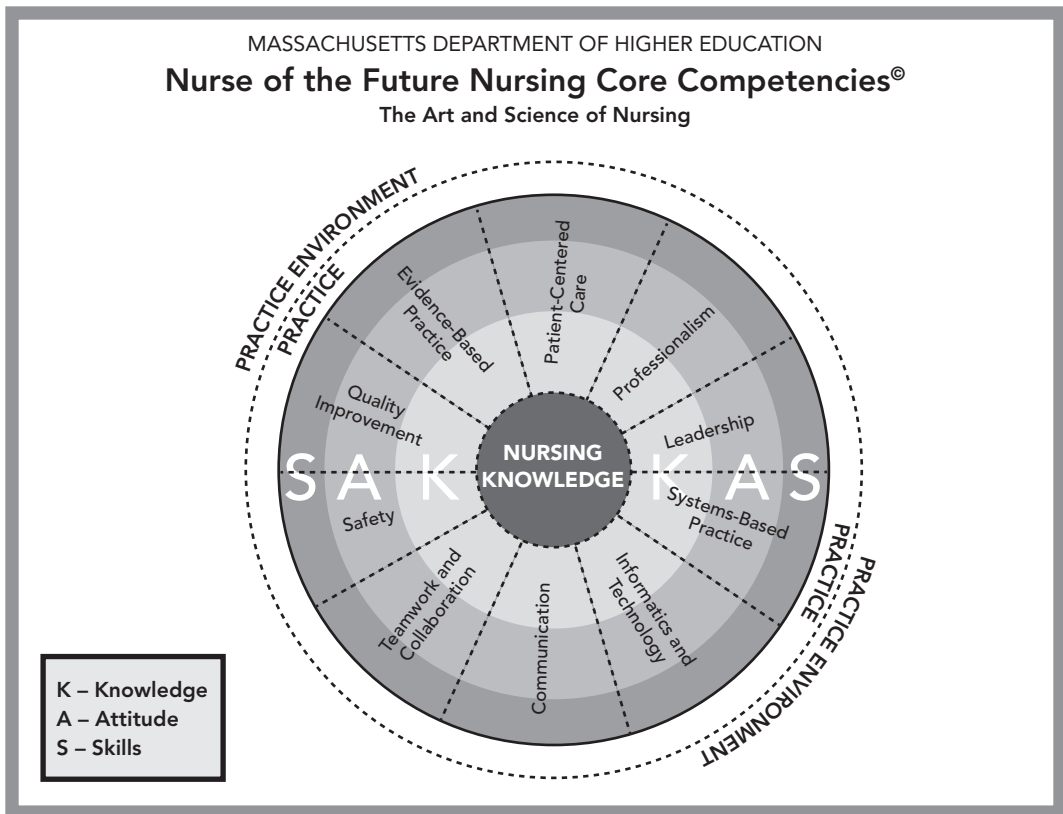 MASSACHUSETTS DEPARTMENT OF HIGHER EDUCATION
Nurse of the Future Nursing Core Competencies©
The Art and Science of Nursing
PRACTICE ENVIRONMENT
PRACTICE
Evidence-Based
Practice
Patient-Centered
Care
Professionalism
Quality
Improvement
Leadership
NURSING
KNOWLEDGE
S A K
K A S
Safety
Systems-Based
Practice
Teamwork and
Collaboration
Communication
Informatics and
Technology
PRACTICE
PRACTICE ENVIRONMENT
K – Knowledge
A – Attitude
S – Skills